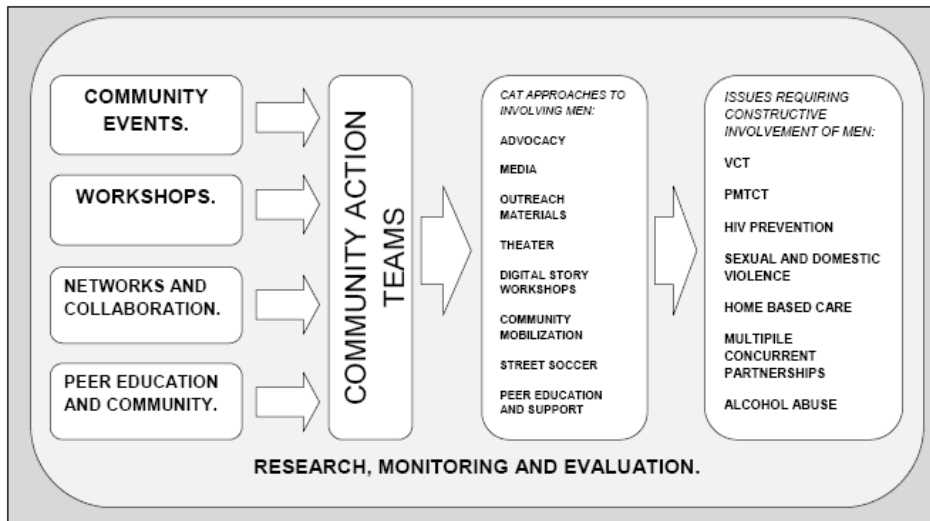 COMMUNITY
EVENTS.
WORKSHOPS.
NETWORKS AND
COLLABORATION.
PEER EDUCATION
AND COMMUNITY.
COMMUNITY ACTION
TEAMS
CAT APPROACHES TO
INVOLVING MEN:
ADVOCACY
MEDIA
OUTREACH
MATERIALS
THEATER
DIGITAL STORY
WORKSHOPS
COMMUNITY
MOBILIZATION
STREET SOCCER
PEER EDUCATION
AND SUPPORT
ISSUES REQUIRING
CONSTRUCTIVE
INVOLVEMENT OF MEN:
VCT
PMTCT
HIV PREVENTION
SEXUAL AND DOMESTIC
VIOLENCE
HOME BASED CARE
MULTIPILE
CONCURRENT
PARTNERSHIPS
ALCOHOL ABUSE
RESEARCH, MONITORING AND EVALUATION.